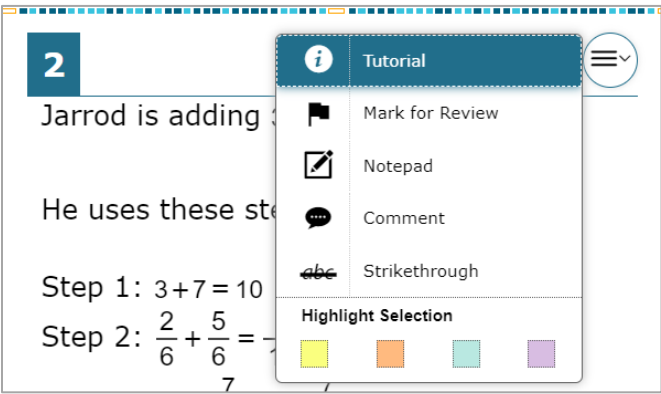 2
Tutorial
Jarrod is adding
Mark for Review
Notepad
He uses these
Comment
abc Strikethrough
Step 1: 3+7=10
Highlight Selection
Step 2: 2/6 + 5/6 =
7